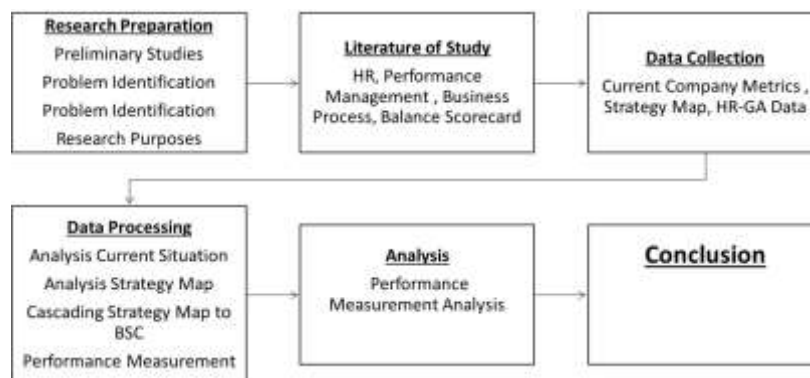 Research Preparation
Preliminary Studies
Problem Identification
Problem Identification
Research Purposes
Literature of Study
HR, Performance
Management , Business
Process, Balance Scorecard
Data Collection
Current Company Metrics ,
Strategy Map, HR-GA Data
Data Processing
Analysis Current Situation
Analysis Strategy Map
Cascading Strategy Map to
BSC
Performance Measurement
Analysis
Performance
Measurement Analysis
Conclusion